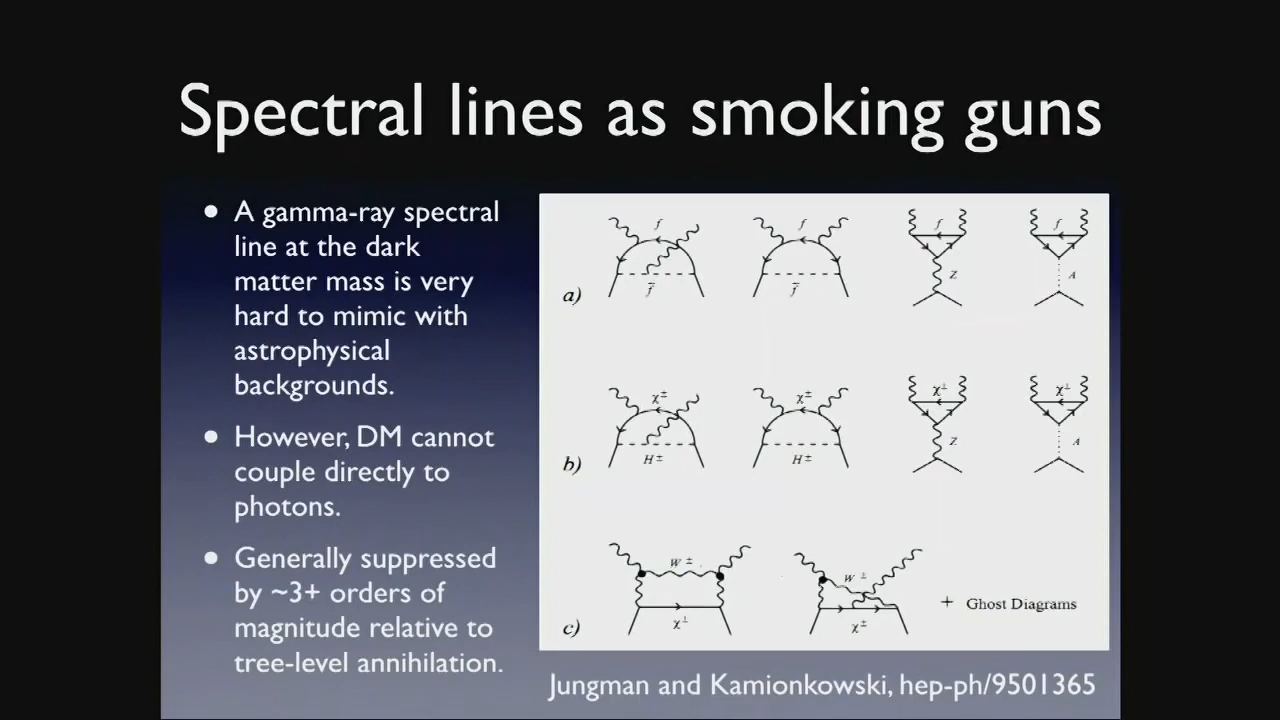 Spectral lines as smoking guns
• A gamma-ray spectral
line at the dark
matter mass is very
hard to mimic with
astrophysical
backgrounds.
• However, DM cannot
couple directly to
photons.
• Generally suppressed
by ~3+ orders of
magnitude relative to
tree-level annihilation.
f f f f
Z A
f̃ f̃
a)
χ± χ± χ± χ±
Z A
H± H±
b)
W± W±
+ Ghost Diagrams
χ± χ±
c)
Jungman and Kamionkowski, hep-ph/9501365